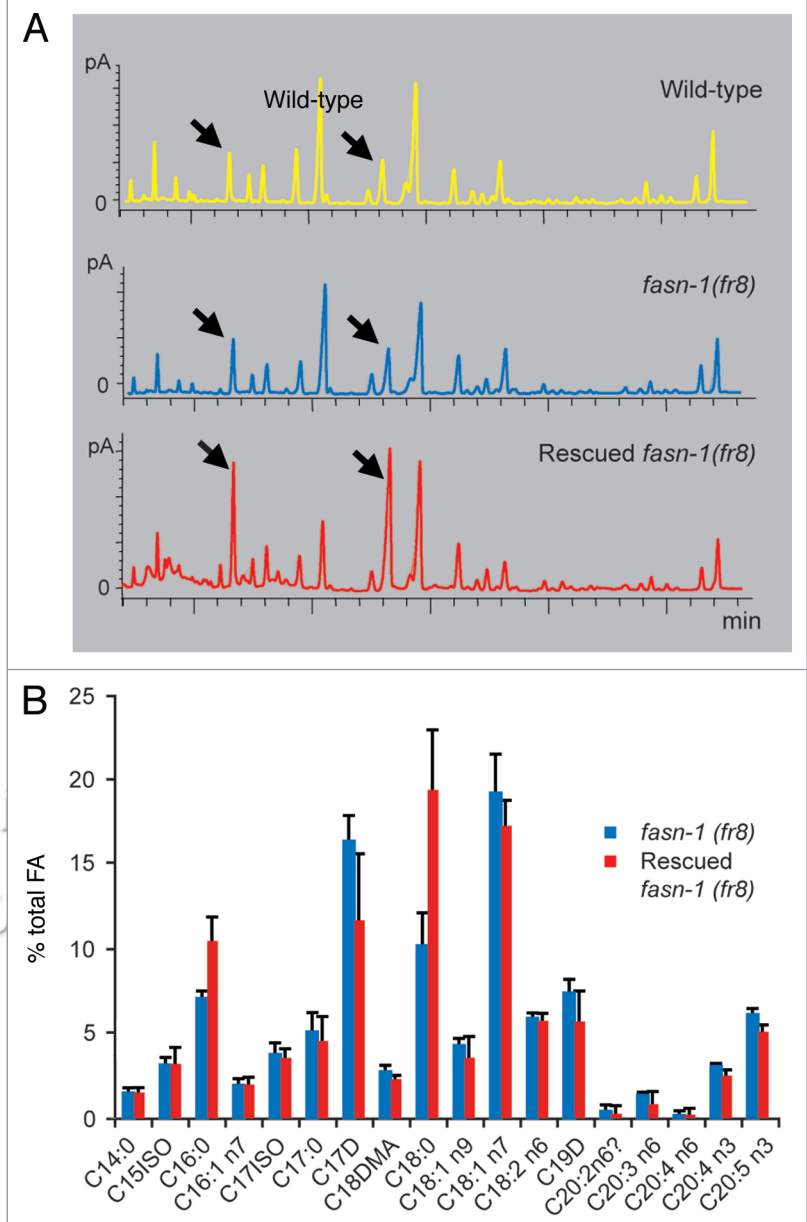 A
pA
Wild-type
Wild-type
0
pA
fasn-1(fr8)
0
pA
Rescued fasn-1(fr8)
0
min
B
25
20
15
10
5
0
% total FA
fasn-1 (fr8)
Rescued
fasn-1 (fr8)
C14:0
C15ISO
C16:0
C16:1 n7
C17ISO
C17:0
C17D
C18DMA
C18:0
C18:1 n9
C18:1 n7
C18:2 n6
C19D
C20:2n6?
C20:3 n6
C20:4 n6
C20:4 n3
C20:5 n3